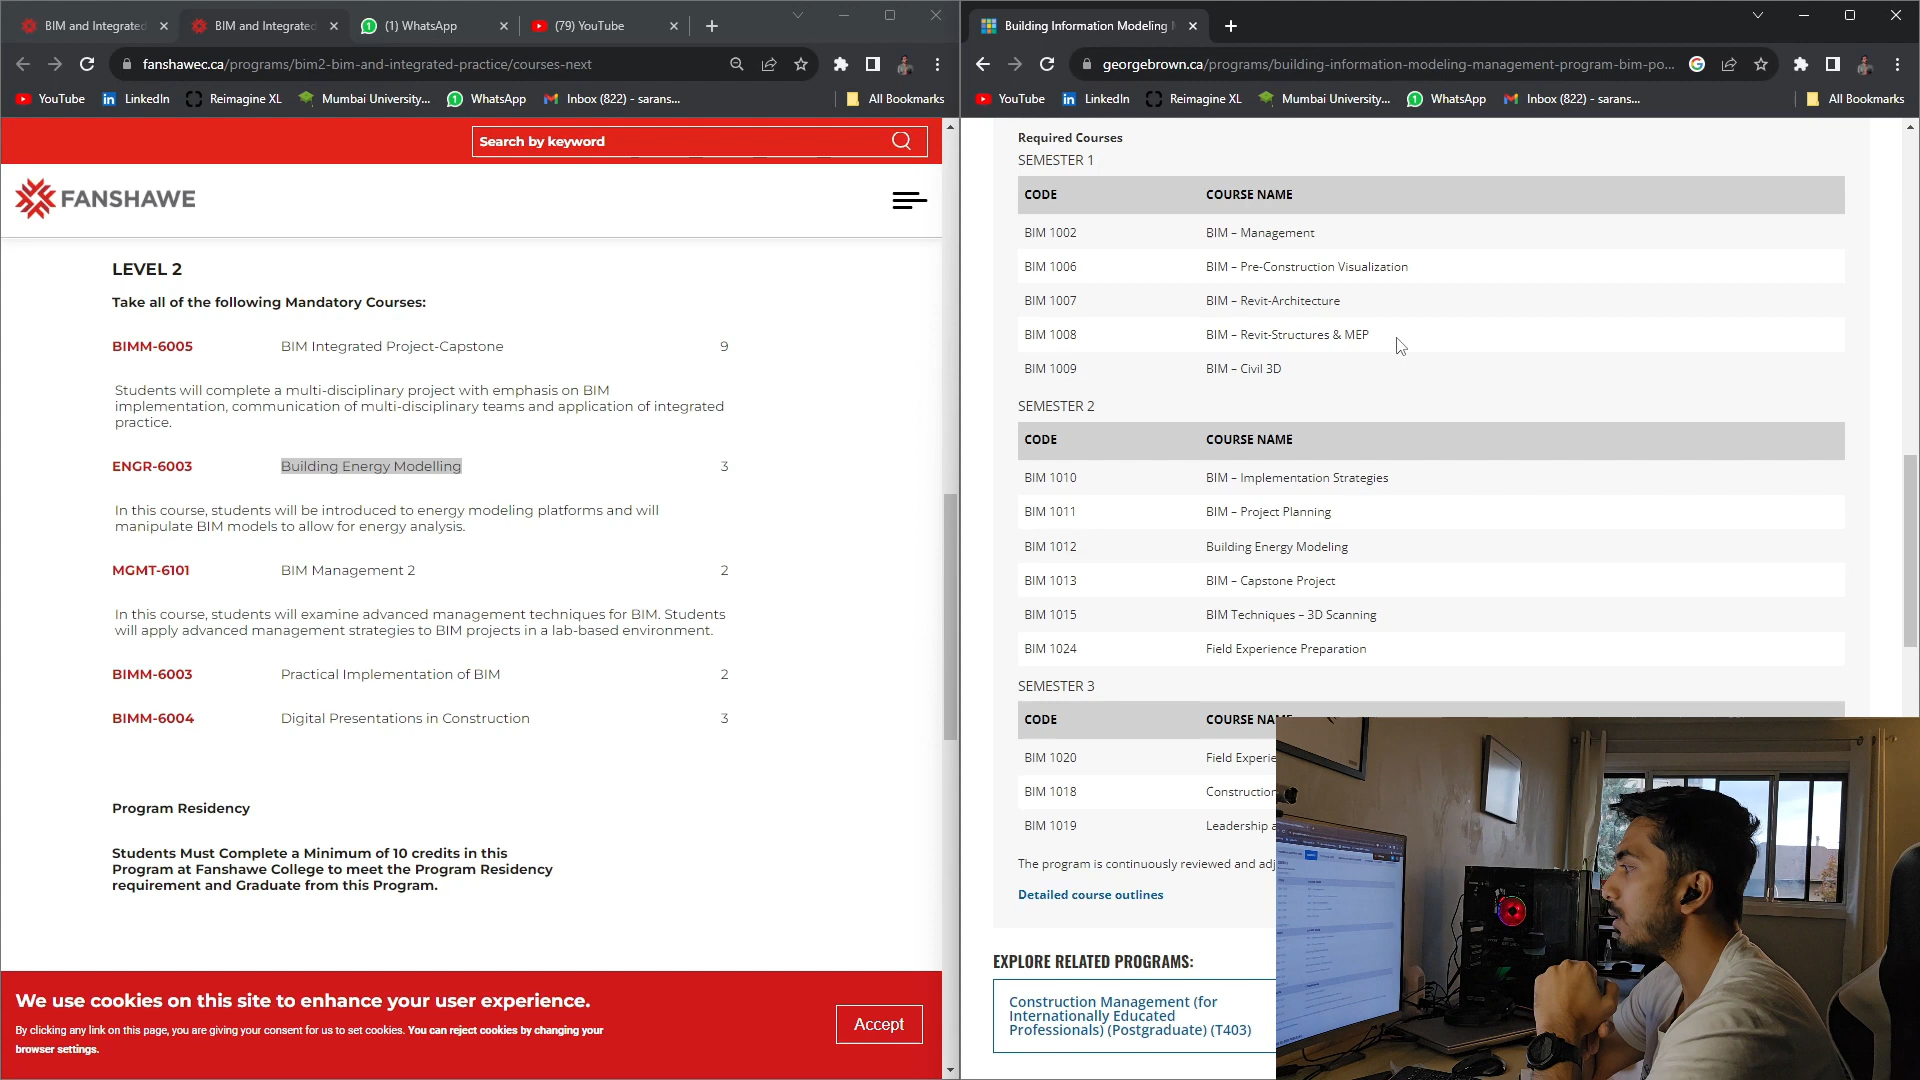 BIM and Integrated
BIM and Integrated
(1) WhatsApp
(79) YouTube
fanshawec.ca/programs/bim2-bim-and-integrated-practice/courses-next
YouTube
LinkedIn
Reimagine XL
Mumbai University...
WhatsApp
Inbox (822) - sarans...
All Bookmarks
Search by keyword
FANSHAWE
LEVEL 2
Take all of the following Mandatory Courses:
BIMM-6005 BIM Integrated Project-Capstone 9
Students will complete a multi-disciplinary project with emphasis on BIM
implementation, communication of multi-disciplinary teams and application of integrated
practice.
ENGR-6003 Building Energy Modelling 3
In this course, students will be introduced to energy modeling platforms and will
manipulate BIM models to allow for energy analysis.
MGMT-6101 BIM Management 2 2
In this course, students will examine advanced management techniques for BIM. Students
will apply advanced management strategies to BIM projects in a lab-based environment.
BIMM-6003 Practical Implementation of BIM 2
BIMM-6004 Digital Presentations in Construction 3
Program Residency
Students Must Complete a Minimum of 10 credits in this
Program at Fanshawe College to meet the Program Residency
requirement and Graduate from this Program.
We use cookies on this site to enhance your user experience.
By clicking any link on this page, you are giving your consent for us to set cookies. You can reject cookies by changing your
browser settings.
Accept
Building Information Modeling
georgebrown.ca/programs/building-information-modeling-management-program-bim-po...
YouTube
LinkedIn
Reimagine XL
Mumbai University...
WhatsApp
Inbox (822) - sarans...
All Bookmarks
Required Courses
SEMESTER 1
CODE COURSE NAME
BIM 1002 BIM – Management
BIM 1006 BIM – Pre-Construction Visualization
BIM 1007 BIM – Revit-Architecture
BIM 1008 BIM – Revit-Structures & MEP
BIM 1009 BIM – Civil 3D
SEMESTER 2
CODE COURSE NAME
BIM 1010 BIM – Implementation Strategies
BIM 1011 BIM – Project Planning
BIM 1012 Building Energy Modeling
BIM 1013 BIM – Capstone Project
BIM 1015 BIM Techniques – 3D Scanning
BIM 1024 Field Experience Preparation
SEMESTER 3
CODE COURSE NAME
BIM 1020 Field Experie
BIM 1018 Construction
BIM 1019 Leadership a
The program is continuously reviewed and adj
Detailed course outlines
EXPLORE RELATED PROGRAMS:
Construction Management (for
Internationally Educated
Professionals) (Postgraduate) (T403)